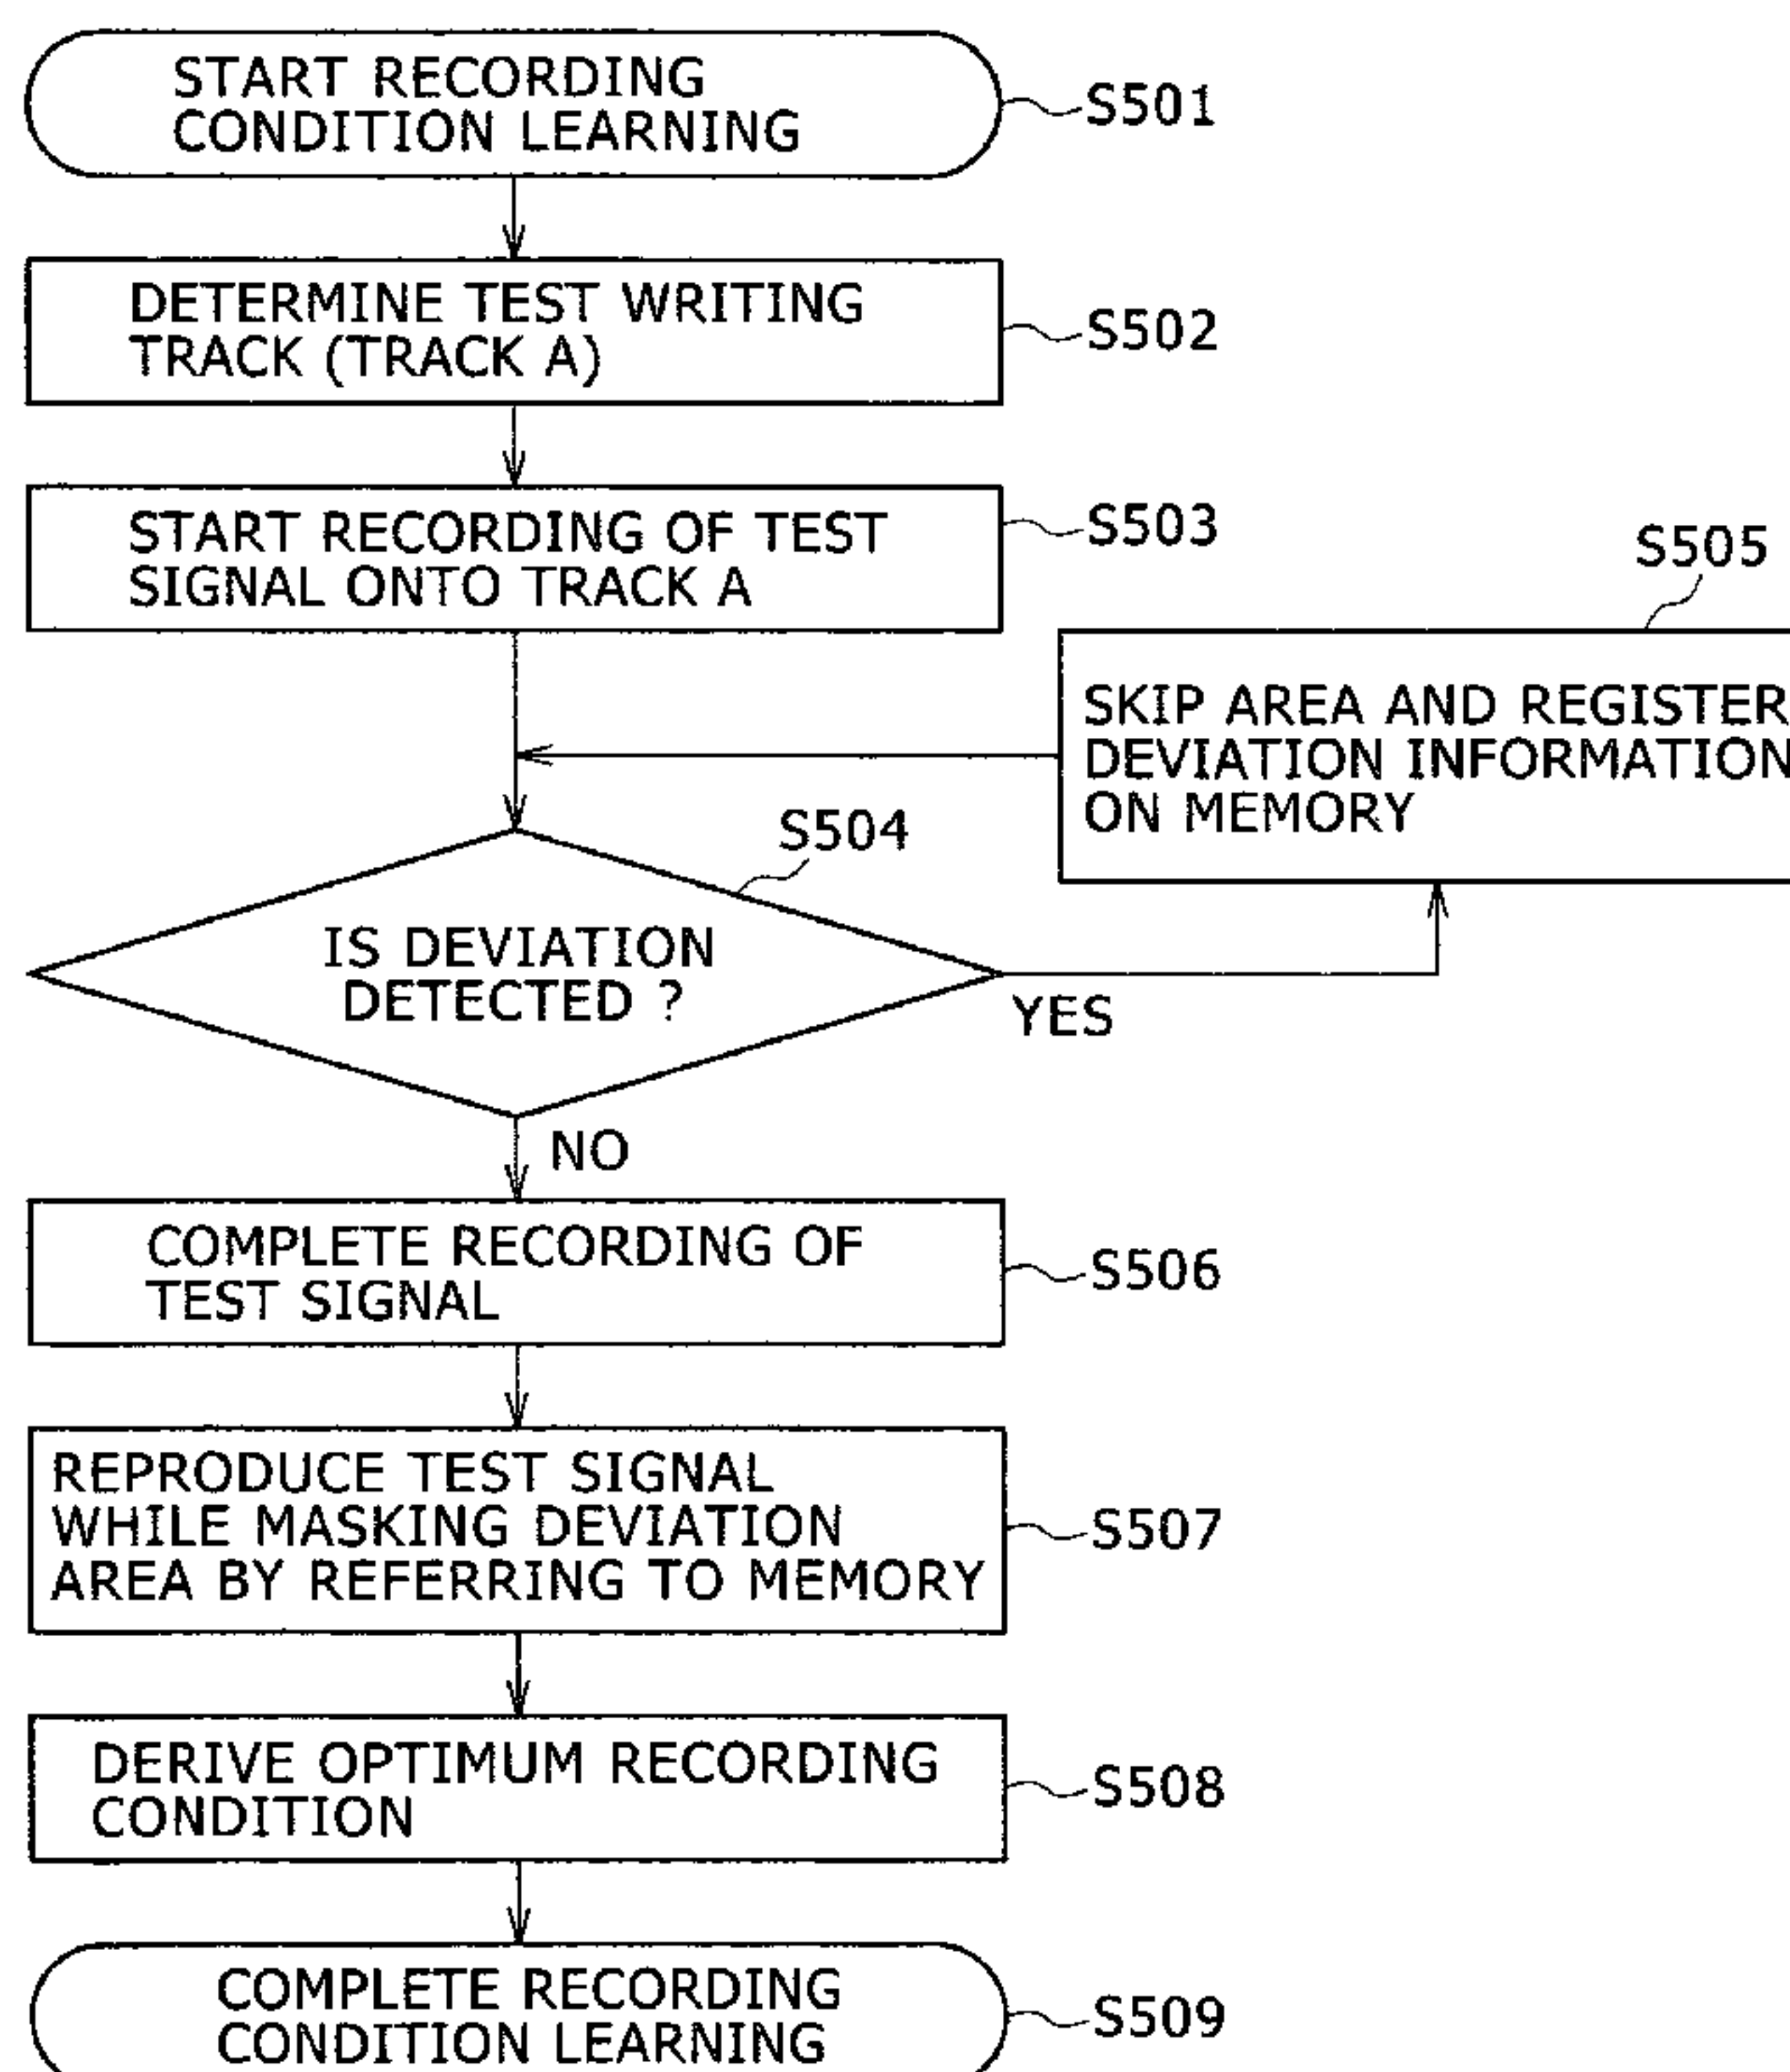 START RECORDING
CONDITION LEARNING
S501
DETERMINE TEST WRITING
TRACK (TRACK A)
S502
START RECORDING OF TEST
SIGNAL ONTO TRACK A
S503
S505
SKIP AREA AND REGISTER
DEVIATION INFORMATION
ON MEMORY
S504
IS DEVIATION
DETECTED ?
YES
NO
COMPLETE RECORDING OF
TEST SIGNAL
S506
REPRODUCE TEST SIGNAL
WHILE MASKING DEVIATION
AREA BY REFERRING TO MEMORY
S507
DERIVE OPTIMUM RECORDING
CONDITION
S508
COMPLETE RECORDING
CONDITION LEARNING
S509